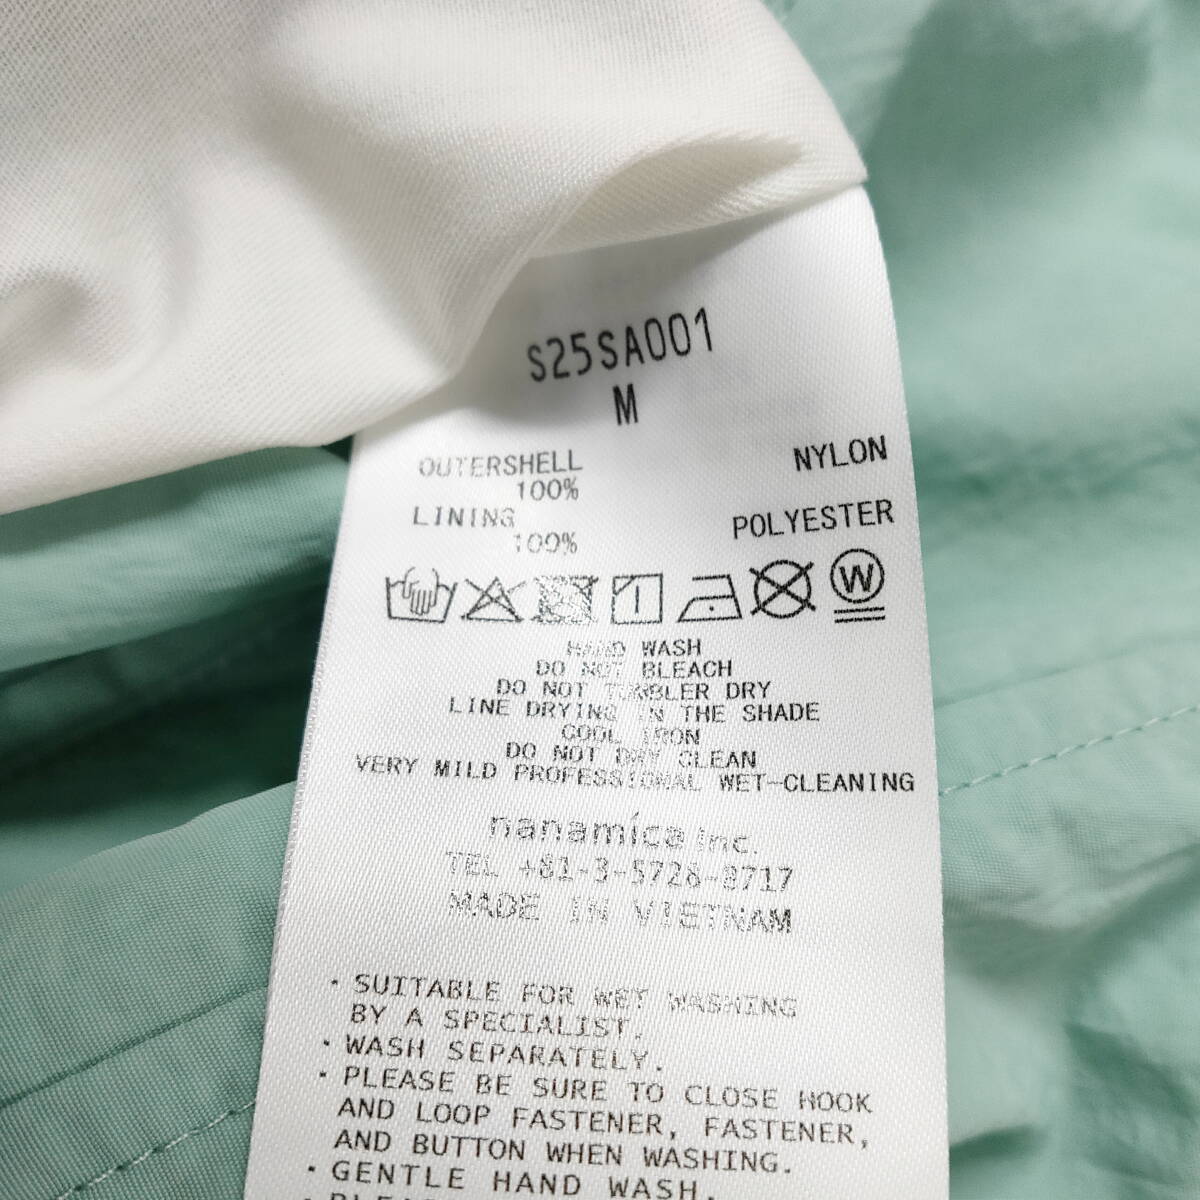 S25SA001
M
OUTERSHELL NYLON
100%
LINING POLYESTER
100%
W
HAND WASH
DO NOT BLEACH
DO NOT TUMBLER DRY
LINE DRYING IN THE SHADE
COOL IRON
DO NOT DRY CLEAN
VERY MILD PROFESSIONAL WET-CLEANING
nanamica Inc.
TEL +81-3-5728-8717
MADE IN VIETNAM
・SUITABLE FOR WET WASHING
BY A SPECIALIST.
・WASH SEPARATELY.
・PLEASE BE SURE TO CLOSE HOOK
AND LOOP FASTENER, FASTENER,
AND BUTTON WHEN WASHING.
・GENTLE HAND WASH.